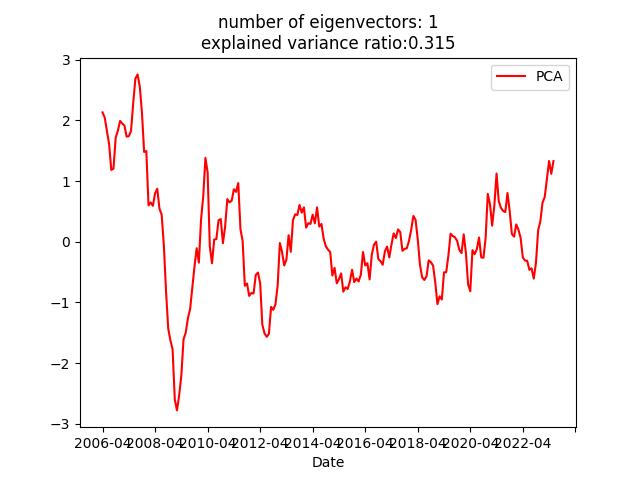 number of eigenvectors: 1
explained variance ratio:0.315
PCA
3
2
1
0
−1
−2
−3
2006-04 2008-04 2010-04 2012-04 2014-04 2016-04 2018-04 2020-04 2022-04
Date